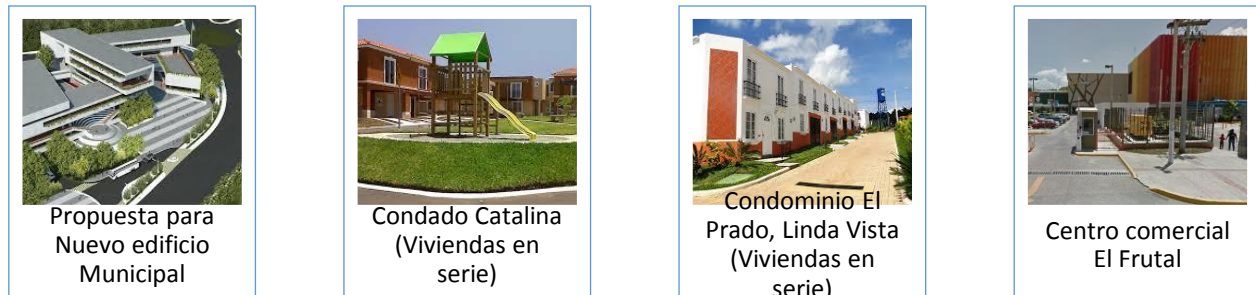 Propuesta para
Nuevo edificio
Municipal
Condado Catalina
(Viviendas en
serie)
Condominio El
Prado, Linda Vista
(Viviendas en
serie)
Centro comercial
El Frutal